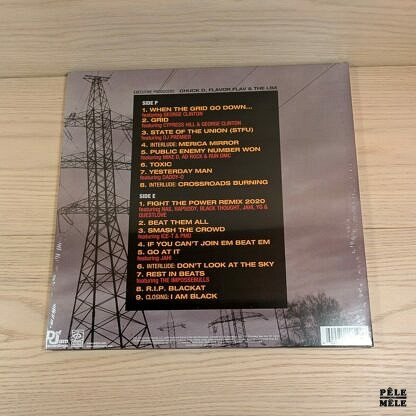 EXECUTIVE PRODUCERS: CHUCK D, FLAVOR FLAV & THE LBX
SIDE P
1. WHEN THE GRID GO DOWN...
featuring GEORGE CLINTON
2. GRID
featuring CYPRESS HILL & GEORGE CLINTON
3. STATE OF THE UNION (STFU)
featuring DJ PREMIER
4. INTERLUDE: MERICA MIRROR
5. PUBLIC ENEMY NUMBER WON
featuring MIKE D, AD ROCK & RUN DMC
6. TOXIC
7. YESTERDAY MAN
featuring DADDY-O
8. INTERLUDE: CROSSROADS BURNING
SIDE E
1. FIGHT THE POWER REMIX 2020
featuring NAS, RAPSODY, BLACK THOUGHT, JAHI, YG &
QUESTLOVE
2. BEAT THEM ALL
3. SMASH THE CROWD
featuring ICE-T & PMD
4. IF YOU CAN'T JOIN EM BEAT EM
5. GO AT IT
featuring JAHI
6. INTERLUDE: DON'T LOOK AT THE SKY
7. REST IN BEATS
featuring THE IMPOSSEBULLS
8. R.I.P. BLACKAT
9. CLOSING: I AM BLACK
Def
Jam
PÊLE
MÊLE